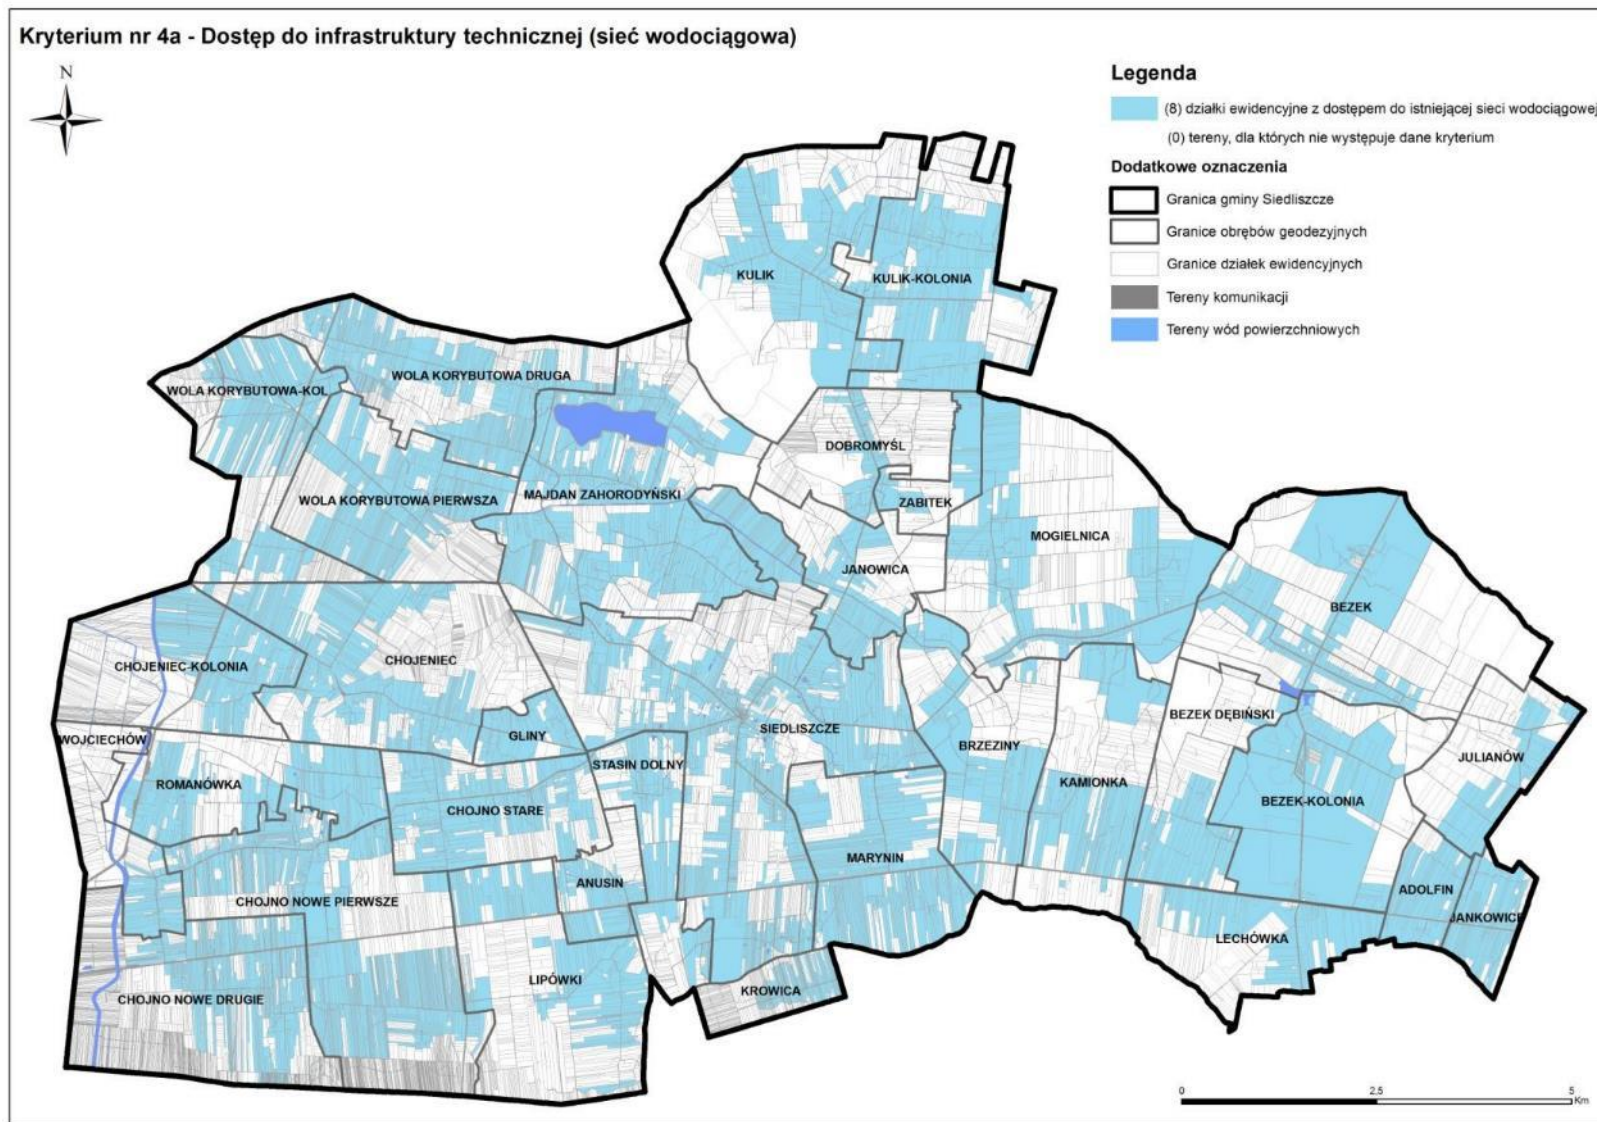 Kryterium nr 4a - Dostęp do infrastruktury technicznej (sieć wodociągowa)
N
Legenda
(8) działki ewidencyjne z dostępem do istniejącej sieci wodociągowej
(0) tereny, dla których nie występuje dane kryterium
Dodatkowe oznaczenia
Granica gminy Siedliszcze
Granice obrębów geodezyjnych
Granice działek ewidencyjnych
Tereny komunikacji
Tereny wód powierzchniowych
KULIK
KULIK-KOLONIA
WOLA KORYBUTOWA DRUGA
WOLA KORYBUTOWA-KOL
DOBROMYŚL
MAJDAN ZAHORODYŃSKI
WOLA KORYBUTOWA PIERWSZA
ZABITEK
MOGIELNICA
JANOWICA
BEZEK
CHOJENIEC
CHOJENIEC-KOLONIA
BEZEK DĘBIŃSKI
SIEDLISZCZE
GLINY
WOJCIECHÓW
BRZEZINY
JULIANÓW
STASIN DOLNY
KAMIONKA
ROMANÓWKA
BEZEK-KOLONIA
CHOJNO STARE
MARYNIN
ANUSIN
ADOLFIN
CHOJNO NOWE PIERWSZE
JANKOWICE
LECHÓWKA
LIPÓWKI
KROWICA
CHOJNO NOWE DRUGIE
0 2,5 5
Km